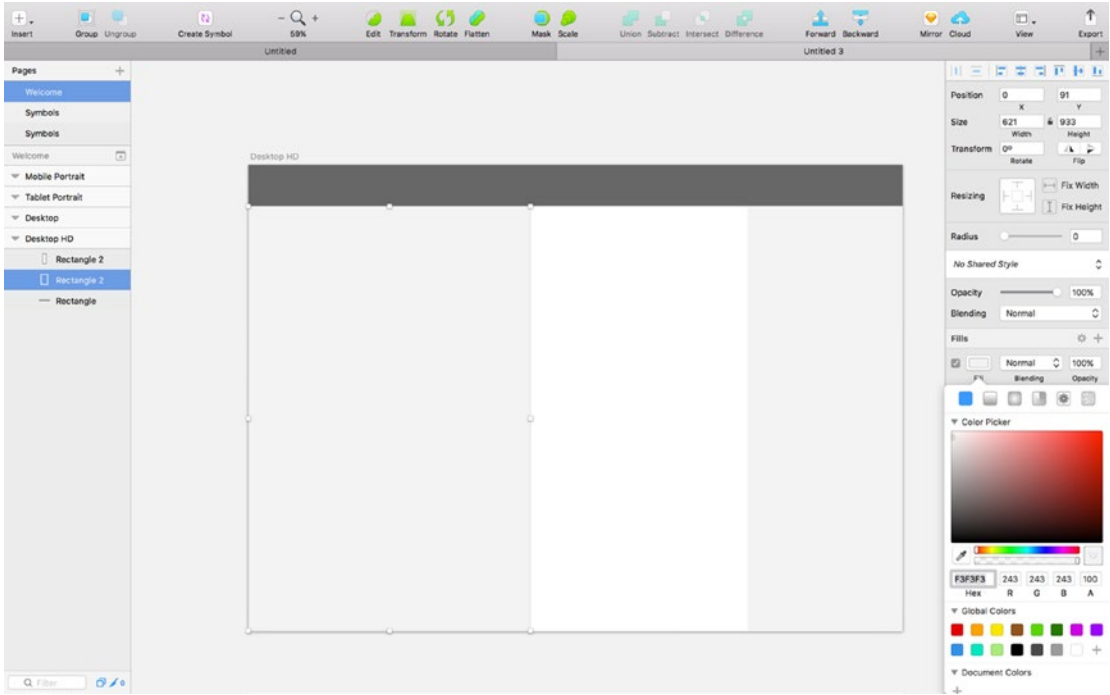 Insert Group Ungroup Create Symbol 59% Edit Transform Rotate Flatten Mask Scale Union Subtract Intersect Difference Forward Backward Mirror Cloud View Export
Untitled Untitled 3
Pages
Welcome
Symbols
Symbols
Welcome
Mobile Portrait
Tablet Portrait
Desktop
Desktop HD
Rectangle 2
Rectangle 2
Rectangle
Filter 0
Desktop HD
Position 0 91
X Y
Size 621 933
Width Height
Transform 0º
Rotate Flip
Resizing Fix Width
Fix Height
Radius 0
No Shared Style
Opacity 100%
Blending Normal
Fills
Normal 100%
Fill Blending Opacity
Color Picker
F3F3F3 243 243 243 100
Hex R G B A
Global Colors
Document Colors